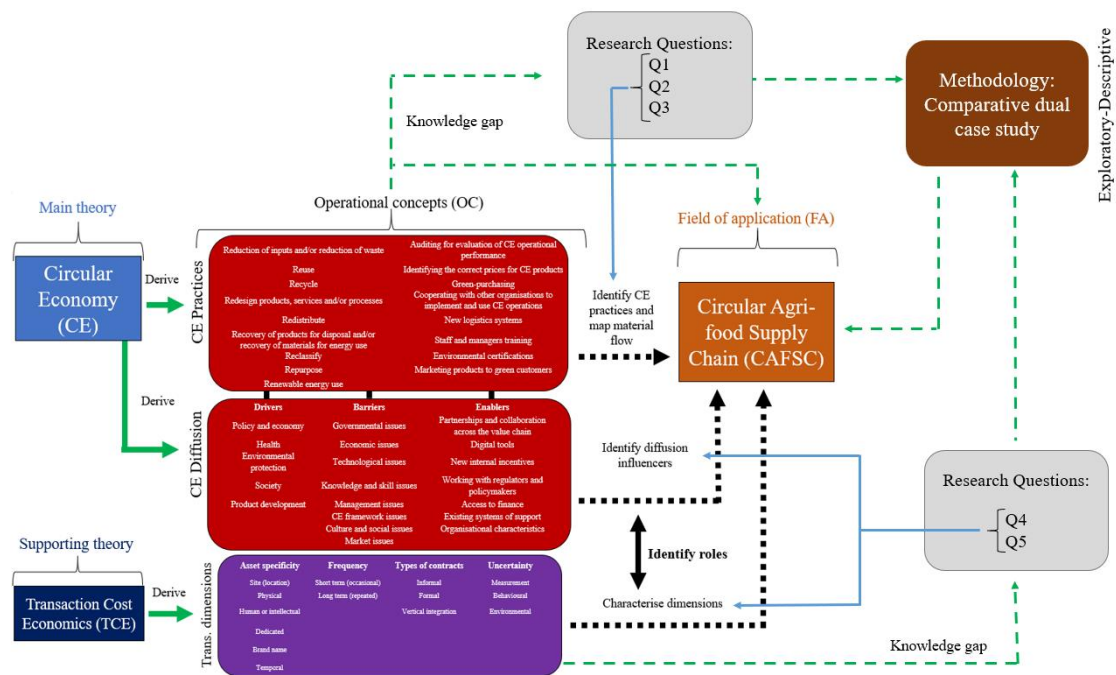 Research Questions:
Q1
Q2
Q3
Methodology:
Comparative dual
case study
Exploratory-Descriptive
Knowledge gap
Main theory
Operational concepts (OC)
Field of application (FA)
Circular
Economy
(CE)
Derive
CE Practices
Reduction of inputs and/or reduction of waste
Reuse
Recycle
Redesign products, services and/or processes
Redistribute
Recovery of products for disposal and/or
recovery of materials for energy use
Reclassify
Repurpose
Renewable energy use
Auditing for evaluation of CE operational
performance
Identifying the correct prices for CE products
Green-purchasing
Cooperating with other organisations to
implement and use CE operations
New logistics systems
Staff and managers training
Environmental certifications
Marketing products to green customers
Identify CE
practices and
map material
flow
Circular Agri-
food Supply
Chain (CAFSC)
Derive
CE Diffusion
Drivers
Policy and economy
Health
Environmental
protection
Society
Product development
Barriers
Governmental issues
Economic issues
Technological issues
Knowledge and skill issues
Management issues
CE framework issues
Culture and social issues
Market issues
Enablers
Partnerships and collaboration
across the value chain
Digital tools
New internal incentives
Working with regulators and
policymakers
Access to finance
Existing systems of support
Organisational characteristics
Identify diffusion
influencers
Research Questions:
Q4
Q5
Identify roles
Supporting theory
Transaction Cost
Economics (TCE)
Derive
Trans. dimensions
Asset specificity
Site (location)
Physical
Human or intellectual
Dedicated
Brand name
Temporal
Frequency
Short term (occasional)
Long term (repeated)
Types of contracts
Informal
Formal
Vertical integration
Uncertainty
Measurement
Behavioural
Environmental
Characterise dimensions
Knowledge gap